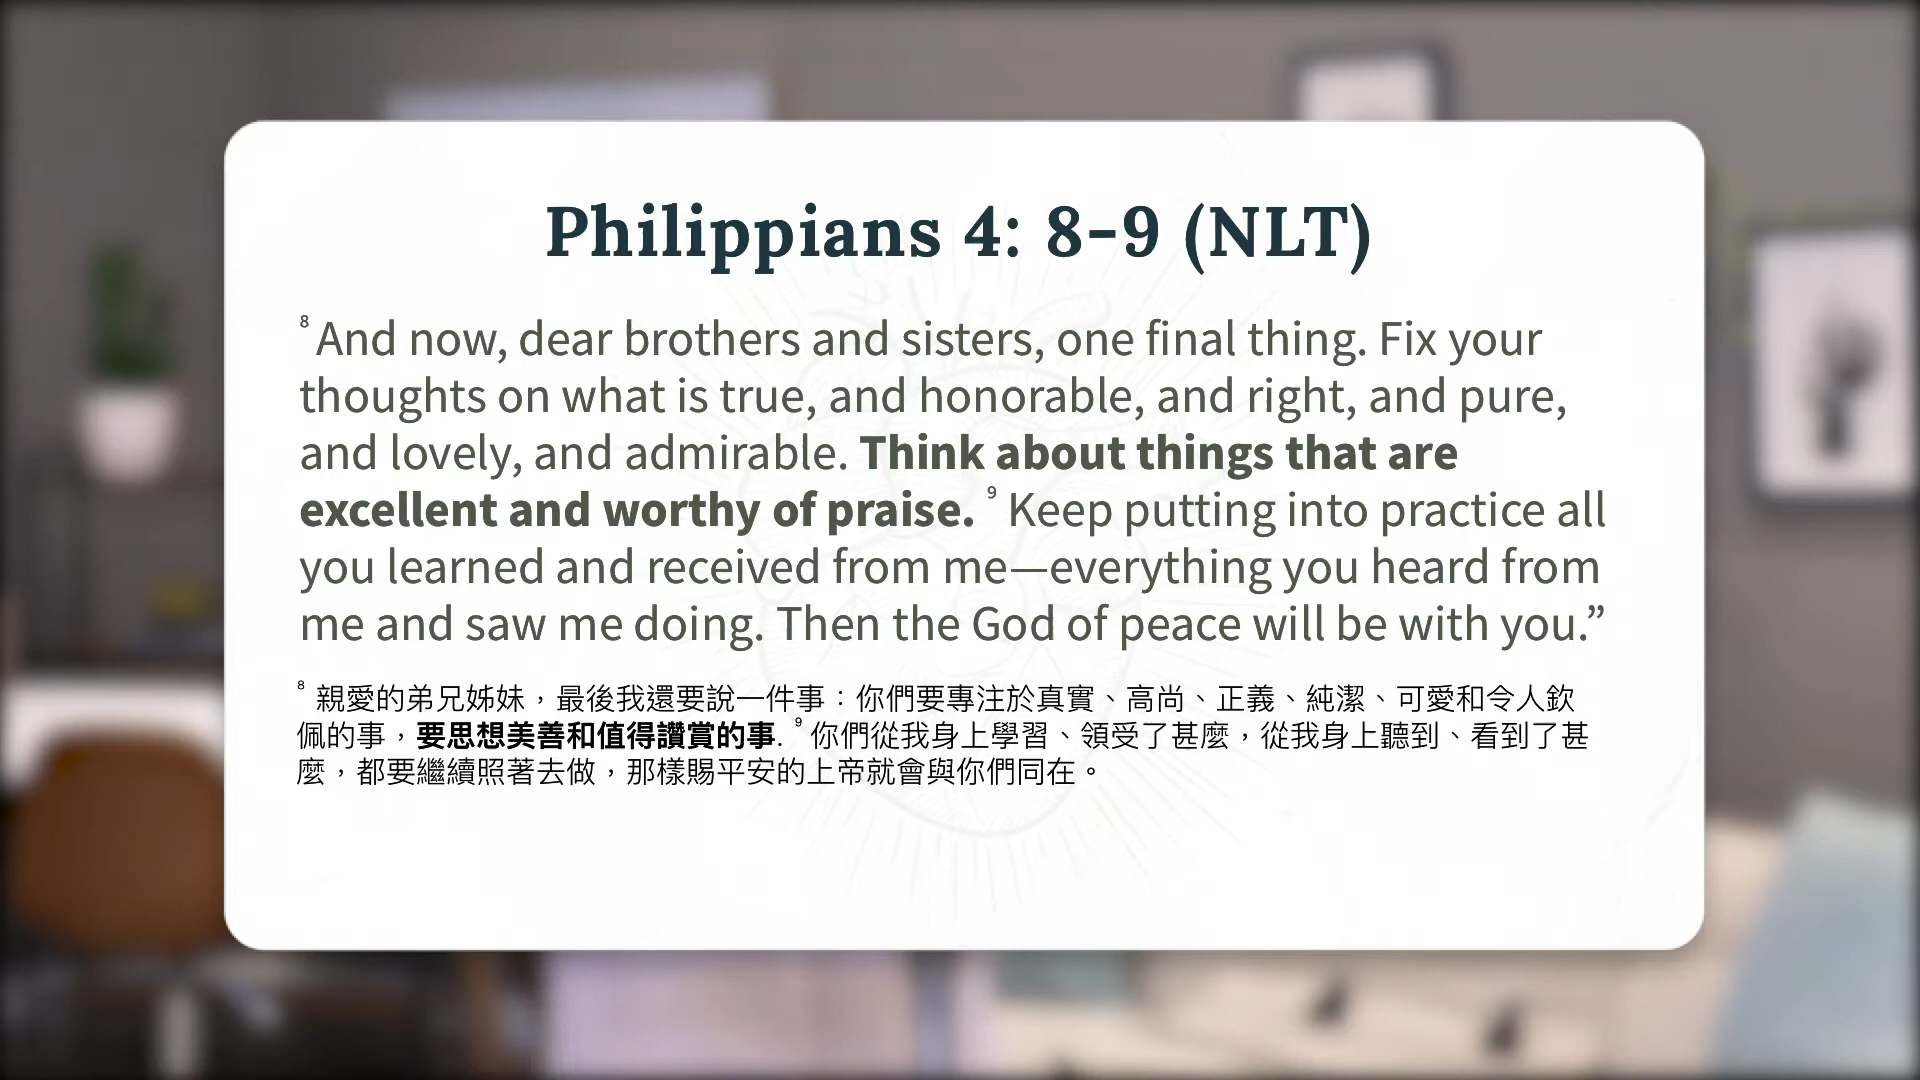 Philippians 4: 8-9 (NLT)
⁸ And now, dear brothers and sisters, one final thing. Fix your
thoughts on what is true, and honorable, and right, and pure,
and lovely, and admirable. Think about things that are
excellent and worthy of praise. ⁹ Keep putting into practice all
you learned and received from me—everything you heard from
me and saw me doing. Then the God of peace will be with you.”
⁸ 親愛的弟兄姊妹，最後我還要說一件事：你們要專注於真實、高尚、正義、純潔、可愛和令人欽
佩的事，要思想美善和值得讚賞的事. ⁹ 你們從我身上學習、領受了甚麼，從我身上聽到、看到了甚
麼，都要繼續照著去做，那樣賜平安的上帝就會與你們同在。